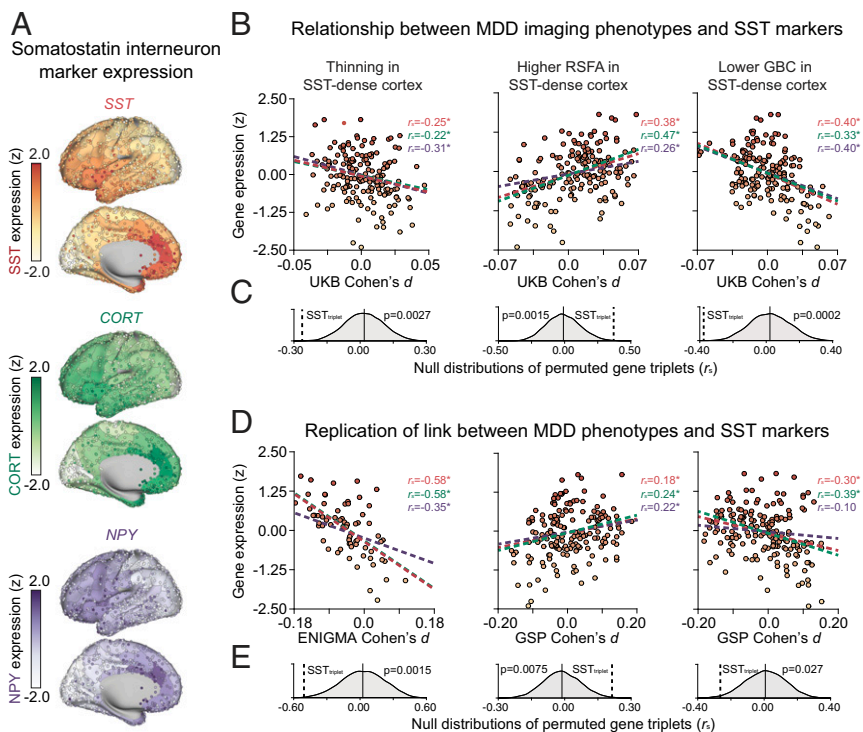 A
Somatostatin interneuron
marker expression
SST
2.0
SST expression (z)
-2.0
CORT
2.0
CORT expression (z)
-2.0
NPY
2.0
NPY expression (z)
-2.0
B Relationship between MDD imaging phenotypes and SST markers
Thinning in
SST-dense cortex
Higher RSFA in
SST-dense cortex
Lower GBC in
SST-dense cortex
Gene epression (z)
2.50
1.25
0.00
-1.25
-2.50
rs=-0.25*
rs=-0.22*
rs=-0.31*
-0.05 0.0 0.05
UKB Cohen's d
rs=0.38*
rs=0.47*
rs=0.26*
-0.07 0.0 0.07
UKB Cohen's d
rs=-0.40*
rs=-0.33*
rs=-0.40*
-0.07 0.0 0.07
UKB Cohen's d
C
SSTtriplet p=0.0027
-0.30 0.00 0.30
p=0.0015 SSTtriplet
-0.50 0.00 0.50
SSTtriplet p=0.0002
-0.40 0.00 0.40
Null distributions of permuted gene triplets (rs)
D Replication of link between MDD phenotypes and SST markers
Gene expression (z)
2.50
1.25
0.00
-1.25
-2.50
rs=-0.58*
rs=-0.58*
rs=-0.35*
-0.18 0.0 0.18
ENIGMA Cohen's d
rs=0.18*
rs=0.24*
rs=0.22*
-0.20 0.0 0.20
GSP Cohen's d
rs=-0.30*
rs=-0.39*
rs=-0.10
-0.20 0.0 0.20
GSP Cohen's d
E
SSTtriplet p=0.0015
-0.60 0.00 0.60
p=0.0075 SSTtriplet
-0.30 0.00 0.30
SSTtriplet p=0.027
-0.40 0.00 0.40
Null distributions of permuted gene triplets (rs)